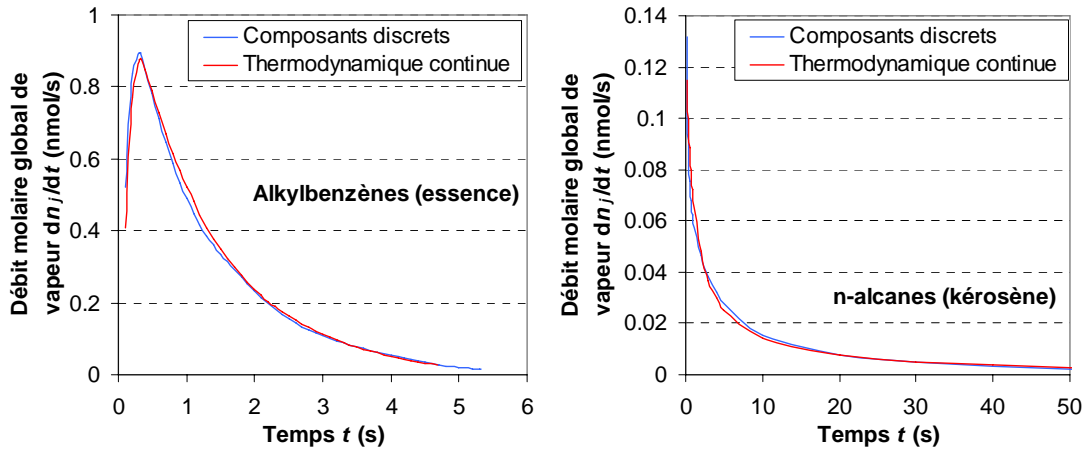 Débit molaire global de
vapeur dnj/dt (nmol/s)
1
0.8
0.6
0.4
0.2
0
Composants discrets
Thermodynamique continue
Alkylbenzènes (essence)
0 1 2 3 4 5 6
Temps t (s)
Débit molaire global de
vapeur dnj/dt (nmol/s)
0.14
0.12
0.1
0.08
0.06
0.04
0.02
0
Composants discrets
Thermodynamique continue
n-alcanes (kérosène)
0 10 20 30 40 50
Temps t (s)